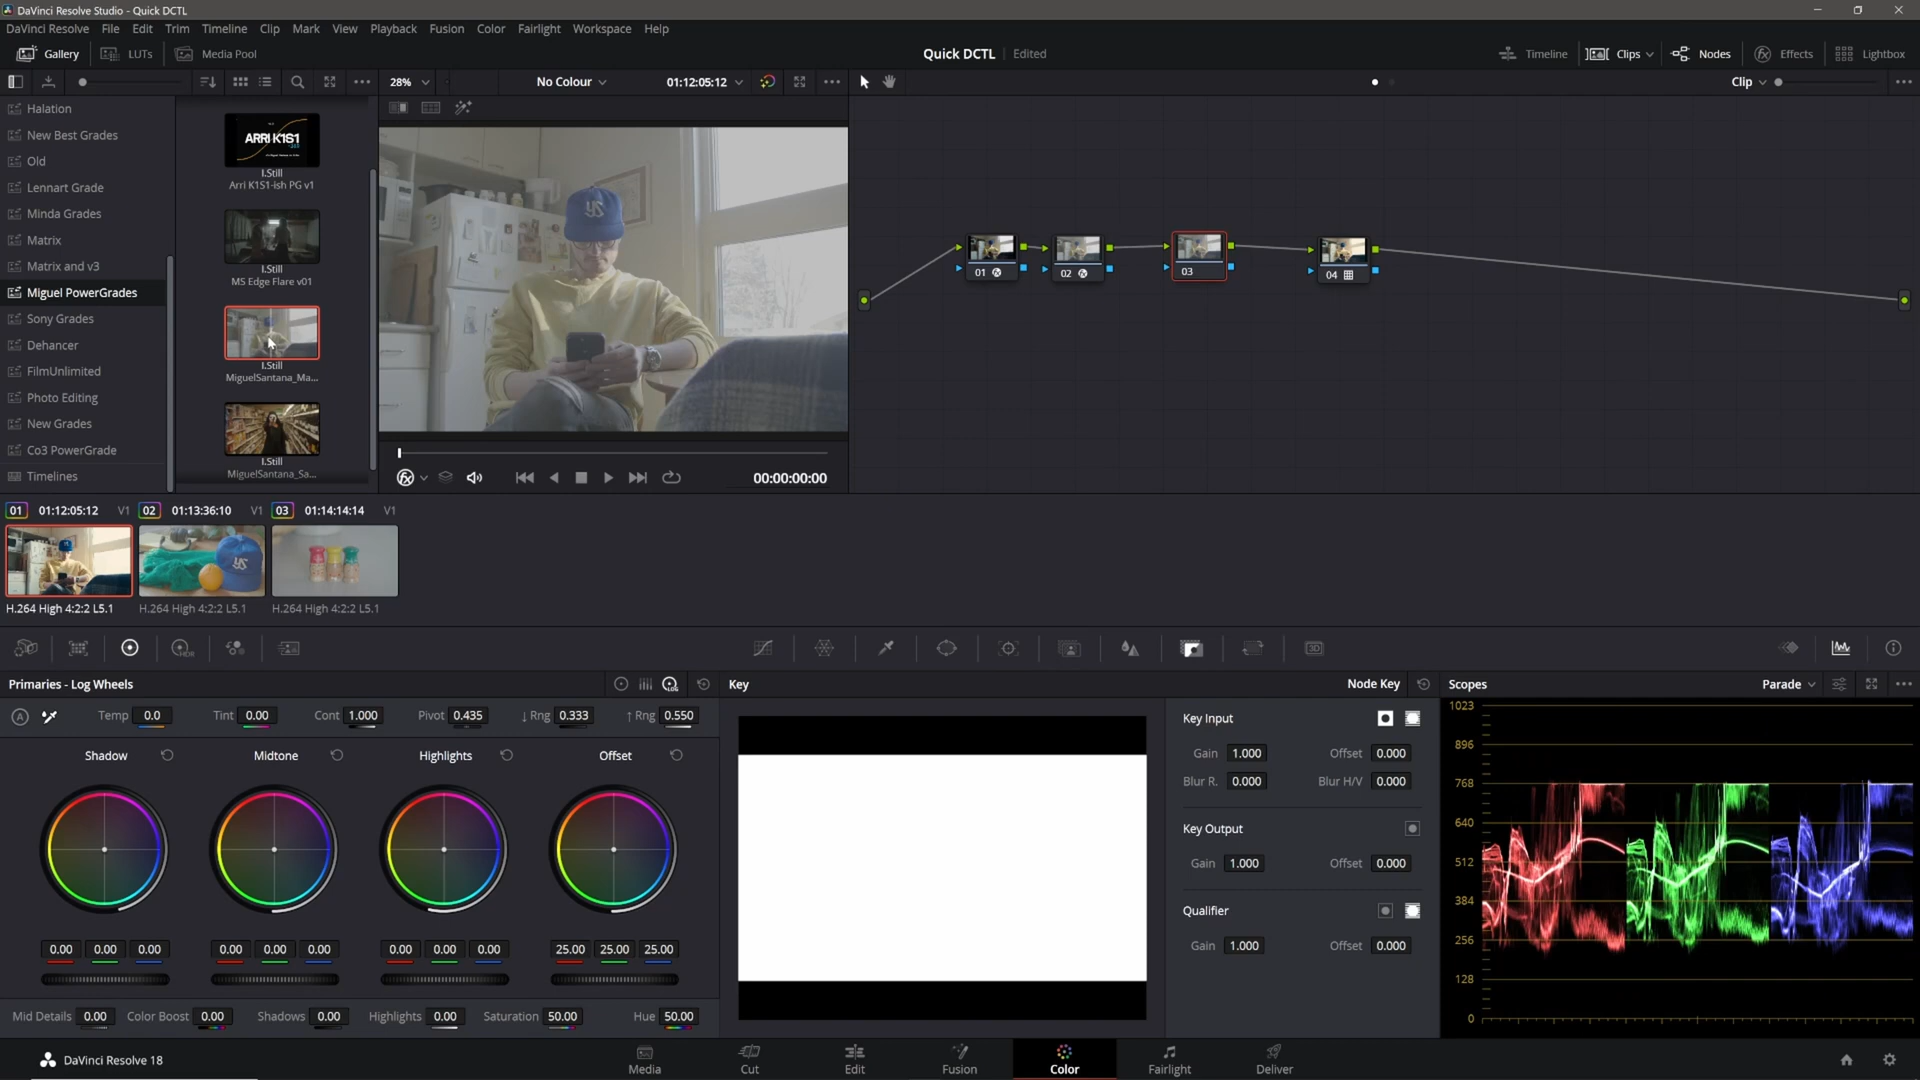 DaVinci Resolve Studio - Quick DCTL
DaVinci Resolve File Edit Trim Timeline Clip Mark View Playback Fusion Color Fairlight Workspace Help
Gallery LUTs Media Pool Quick DCTL Edited Timeline Clips Nodes Effects Lightbox
28% No Colour 01:12:05:12 Clip
Halation
New Best Grades
Old
Lennart Grade
Minda Grades
Matrix
Matrix and v3
Miguel PowerGrades
Sony Grades
Dehancer
FilmUnlimited
Photo Editing
New Grades
Co3 PowerGrade
Timelines
ARRI K1S1
I.Still
Arri K1S1-ish PG v1
I.Still
MS Edge Flare v01
I.Still
MiguelSantana_Ma...
I.Still
MiguelSantana_Sa...
YS
00:00:00:00
01 02 03 04
01 01:12:05:12 V1 02 01:13:36:10 V1 03 01:14:14:14 V1
YS
H.264 High 4:2:2 L5.1 H.264 High 4:2:2 L5.1 H.264 High 4:2:2 L5.1
HDR 3D
Primaries - Log Wheels LOG
A Temp 0.0 Tint 0.00 Cont 1.000 Pivot 0.435 ↓ Rng 0.333 ↑ Rng 0.550
Shadow Midtone Highlights Offset
0.00 0.00 0.00 0.00 0.00 0.00 0.00 0.00 0.00 25.00 25.00 25.00
Mid Details 0.00 Color Boost 0.00 Shadows 0.00 Highlights 0.00 Saturation 50.00 Hue 50.00
Key Node Key
Key Input
Gain 1.000 Offset 0.000
Blur R. 0.000 Blur H/V 0.000
Key Output
Gain 1.000 Offset 0.000
Qualifier
Gain 1.000 Offset 0.000
Scopes Parade
1023
896
768
640
512
384
256
128
0
DaVinci Resolve 18 Media Cut Edit Fusion Color Fairlight Deliver